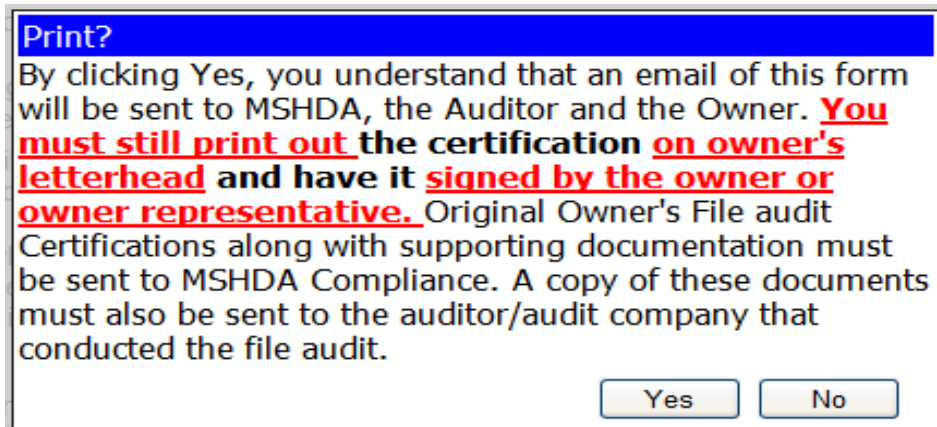 Print?
By clicking Yes, you understand that an email of this form
will be sent to MSHDA, the Auditor and the Owner. You
must still print out the certification on owner's
letterhead and have it signed by the owner or
owner representative. Original Owner's File audit
Certifications along with supporting documentation must
be sent to MSHDA Compliance. A copy of these documents
must also be sent to the auditor/audit company that
conducted the file audit.
Yes No